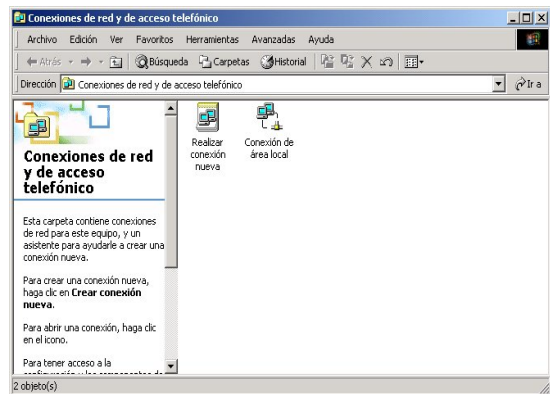 Conexiones de red y de acceso telefónico
Archivo Edición Ver Favoritos Herramientas Avanzadas Ayuda
Atrás Búsqueda Carpetas Historial
Dirección Conexiones de red y de acceso telefónico Ir a
Conexiones de red
y de acceso
telefónico
Esta carpeta contiene conexiones
de red para este equipo, y un
asistente para ayudarle a crear una
conexión nueva.
Para crear una conexión nueva,
haga clic en Crear conexión
nueva.
Para abrir una conexión, haga clic
en el icono.
Para tener acceso a la
Realizar
conexión
nueva
Conexión de
área local
2 objeto(s)